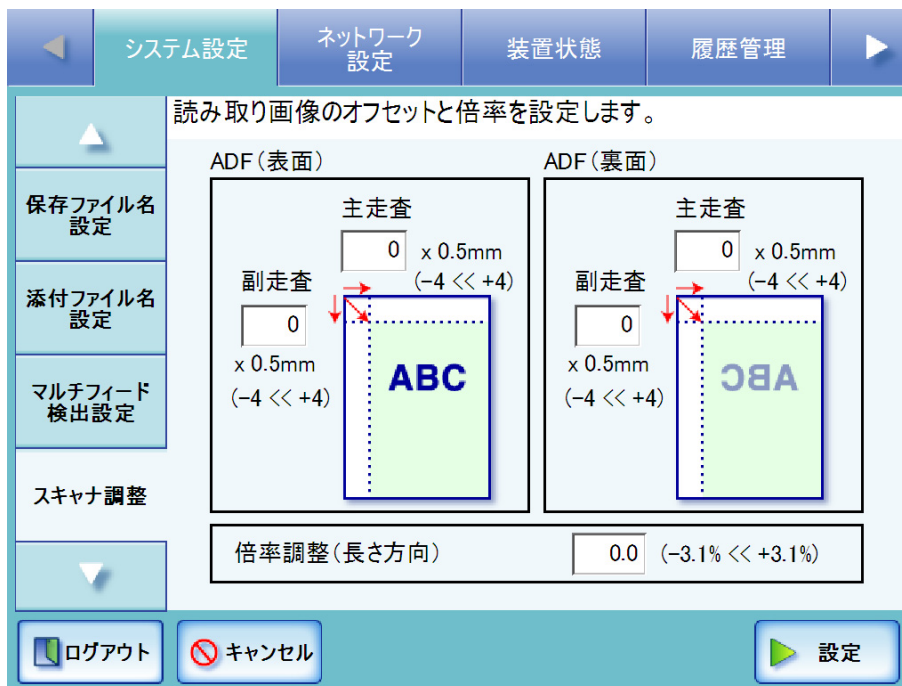 システム設定
ネットワーク
設定
装置状態
履歴管理
読み取り画像のオフセットと倍率を設定します。
保存ファイル名
設定
添付ファイル名
設定
マルチフィード
検出設定
スキャナ調整
ADF(表面)
主走査
0 x 0.5mm
(-4 << +4)
副走査
0
x 0.5mm
(-4 << +4)
ABC
ADF(裏面)
主走査
0 x 0.5mm
(-4 << +4)
副走査
0
x 0.5mm
(-4 << +4)
ABC
倍率調整(長さ方向) 0.0 (-3.1% << +3.1%)
ログアウト
キャンセル
設定